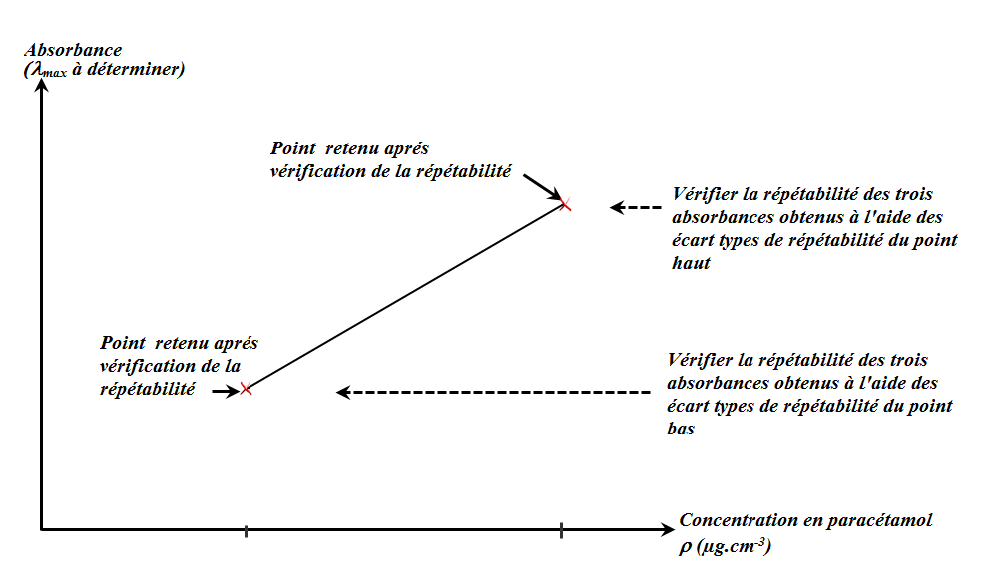 Absorbance
(λmax à déterminer)
Point retenu aprés
vérification de la répétabilité
Vérifier la répétabilité des trois
absorbances obtenus à l'aide des
écart types de répétabilité du point
haut
Point retenu aprés
vérification de la
répétabilité
Vérifier la répétabilité des trois
absorbances obtenus à l'aide des
écart types de répétabilité du point
bas
Concentration en paracétamol
ρ (µg.cm⁻³)